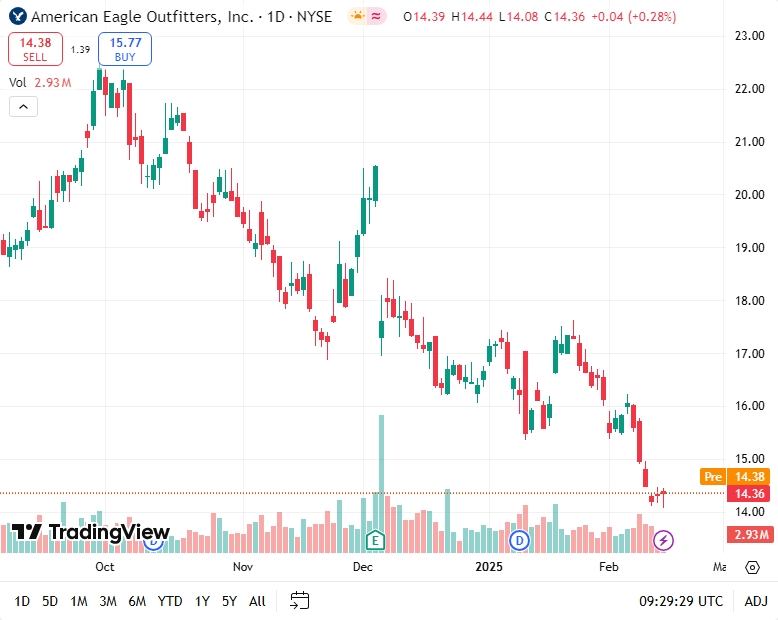 American Eagle Outfitters, Inc. · 1D · NYSE O14.39 H14.44 L14.08 C14.36 +0.04 (+0.28%)
14.38
SELL
1.39
15.77
BUY
Vol 2.93M
23.00
22.00
21.00
20.00
19.00
18.00
17.00
16.00
15.00
Pre 14.38
14.36
14.00
2.93M
TradingView
D
E
D
Oct Nov Dec 2025 Feb Ma
1D 5D 1M 3M 6M YTD 1Y 5Y All 09:29:29 UTC ADJ